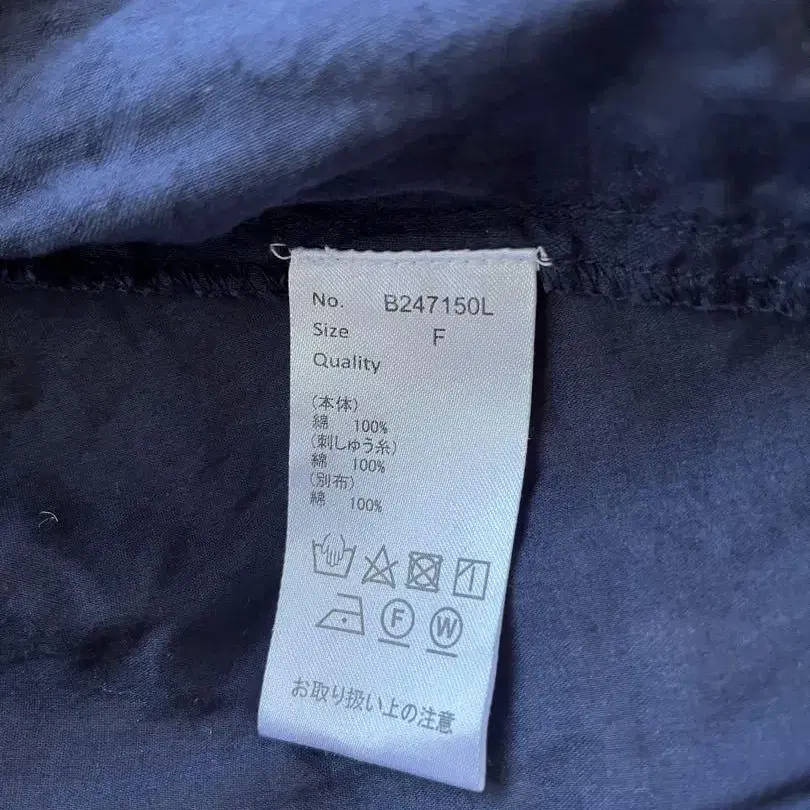 No. B247150L
Size F
Quality
(本体)
綿 100%
(刺しゅう糸)
綿 100%
(別布)
綿 100%
F W
お取り扱い上の注意